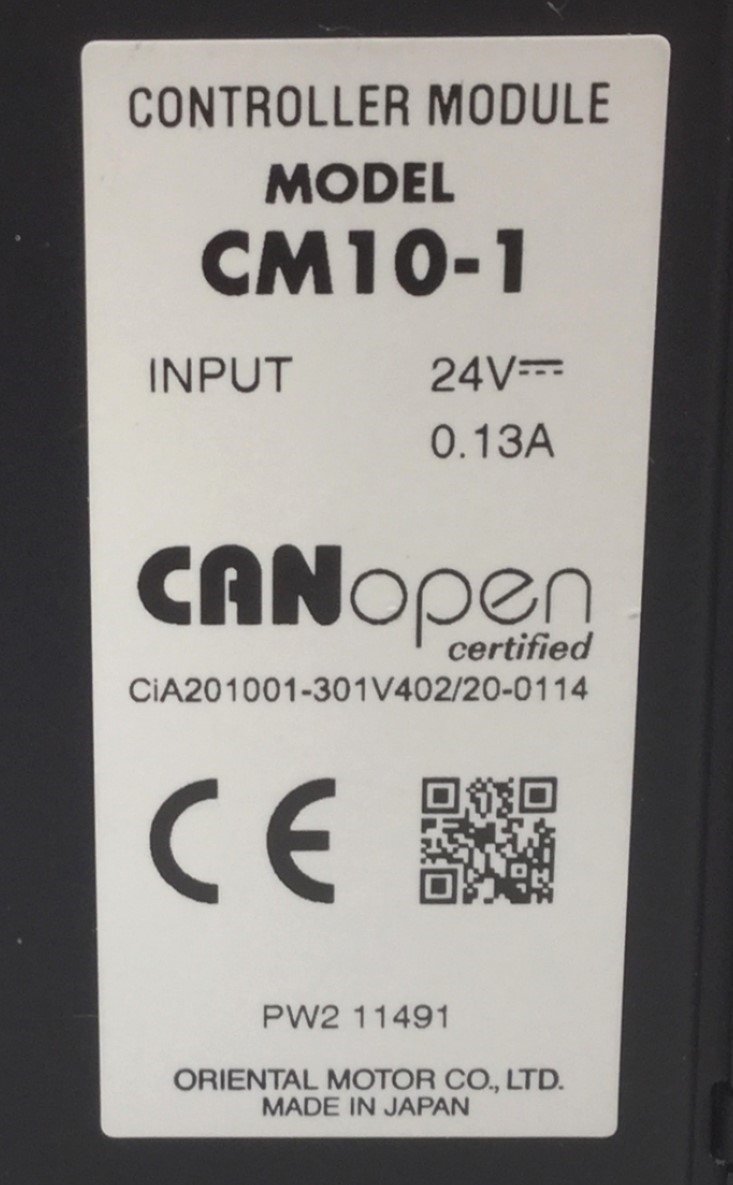 CONTROLLER MODULE
MODEL
CM10-1
INPUT 24V⎓
0.13A
CANopen
certified
CiA201001-301V402/20-0114
CE
PW2 11491
ORIENTAL MOTOR CO., LTD.
MADE IN JAPAN